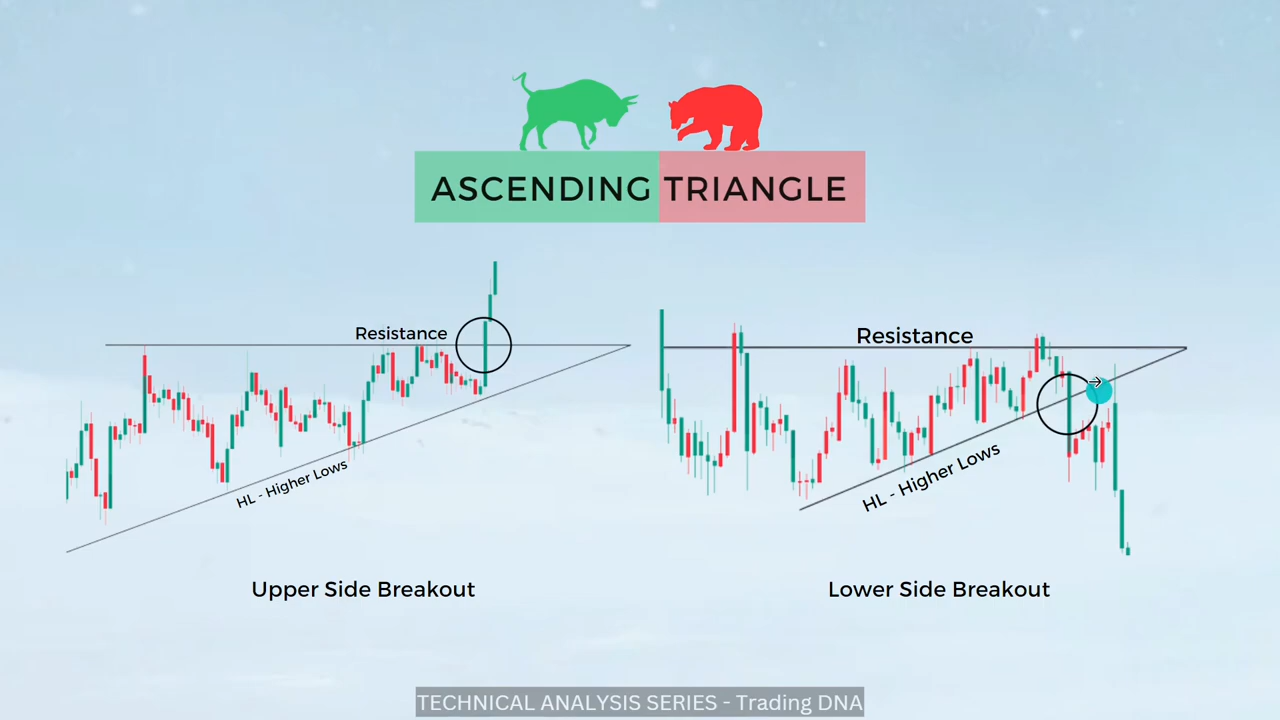 ASCENDING TRIANGLE
Resistance
HL - Higher Lows
Upper Side Breakout
Resistance
HL - Higher Lows
Lower Side Breakout
TECHNICAL ANALYSIS SERIES - Trading DNA